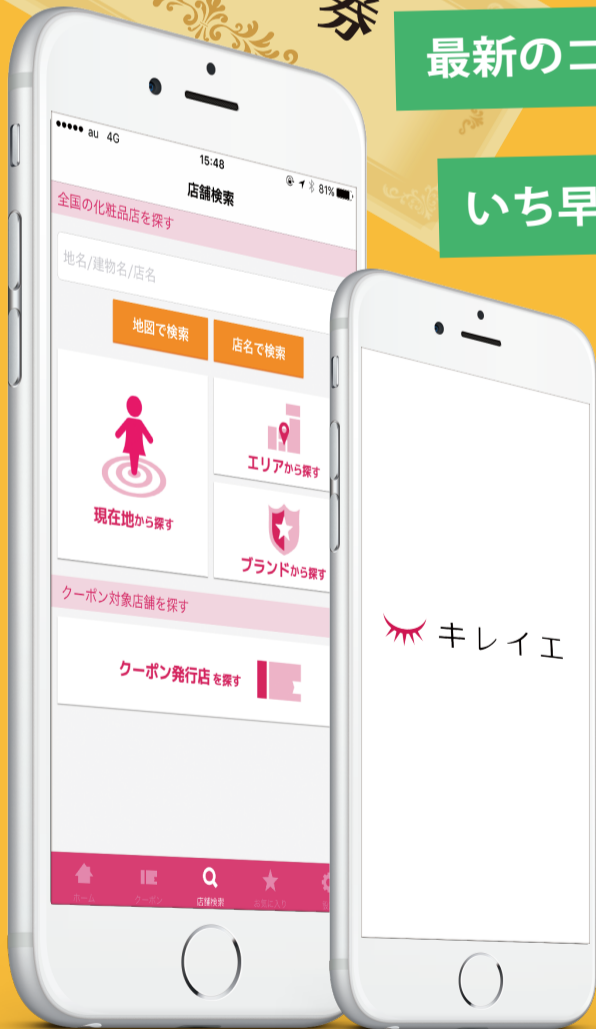 券
最新のコ
いち早
au 4G
15:48
81%
店舗検索
全国の化粧品店を探す
地名/建物名/店名
地図で検索
店名で検索
現在地から探す
エリアから探す
ブランドから探す
クーポン対象店舗を探す
クーポン発行店を探す
ホーム
クーポン
店舗検索
お気に入り
キレイエ